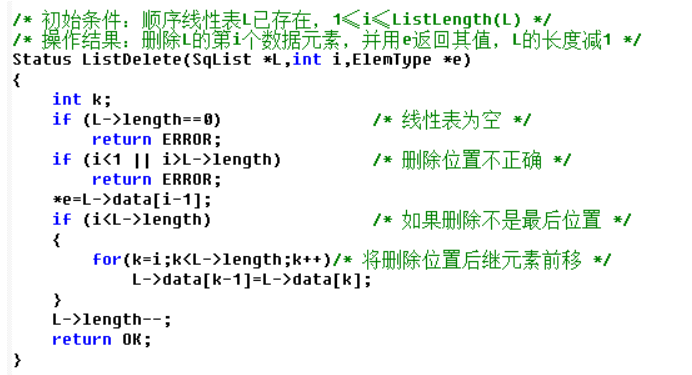 /* 初始条件：顺序线性表L已存在，1≤i≤ListLength(L) */
/* 操作结果：删除L的第i个数据元素，并用e返回其值，L的长度减1 */
Status ListDelete(SqList *L,int i,ElemType *e)
{
    int k;
    if (L->length==0)               /* 线性表为空 */
        return ERROR;
    if (i<1 || i>L->length)         /* 删除位置不正确 */
        return ERROR;
    *e=L->data[i-1];
    if (i<L->length)                /* 如果删除不是最后位置 */
    {
        for(k=i;k<L->length;k++)/* 将删除位置后继元素前移 */
            L->data[k-1]=L->data[k];
    }
    L->length--;
    return OK;
}